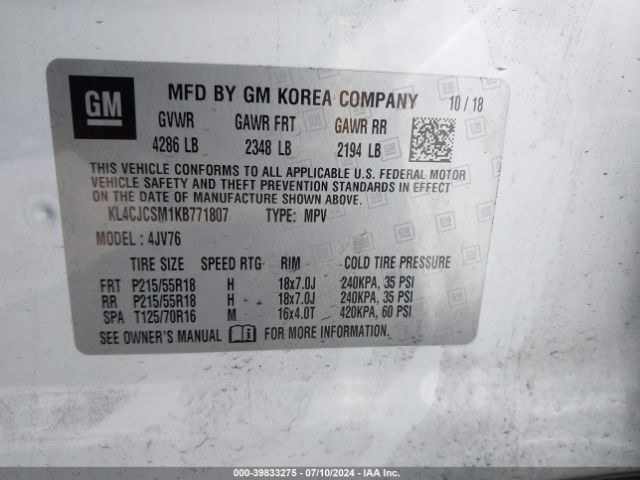 GM
MFD BY GM KOREA COMPANY 10/18
GVWR GAWR FRT GAWR RR
4286 LB 2348 LB 2194 LB
THIS VEHICLE CONFORMS TO ALL APPLICABLE U.S. FEDERAL MOTOR
VEHICLE SAFETY AND THEFT PREVENTION STANDARDS IN EFFECT
ON THE DATE OF MANUFACTURE SHOWN ABOVE.
KL4CJCSM1KB771807 TYPE: MPV
MODEL: 4JV76
TIRE SIZE SPEED RTG RIM COLD TIRE PRESSURE
FRT P215/55R18 H 18x7.0J 240KPA, 35 PSI
RR P215/55R18 H 18x7.0J 240KPA, 35 PSI
SPA T125/70R16 M 16x4.0T 420KPA, 60 PSI
SEE OWNER'S MANUAL FOR MORE INFORMATION.
000-39833275 - 07/10/2024 - IAA Inc.